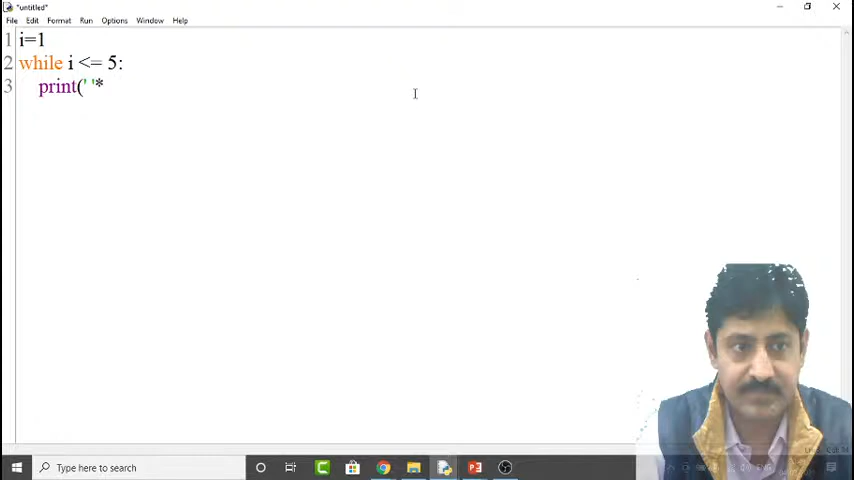 *untitled*
File Edit Format Run Options Window Help
1 i=1
2 while i <= 5:
3 print(' '*
Type here to search